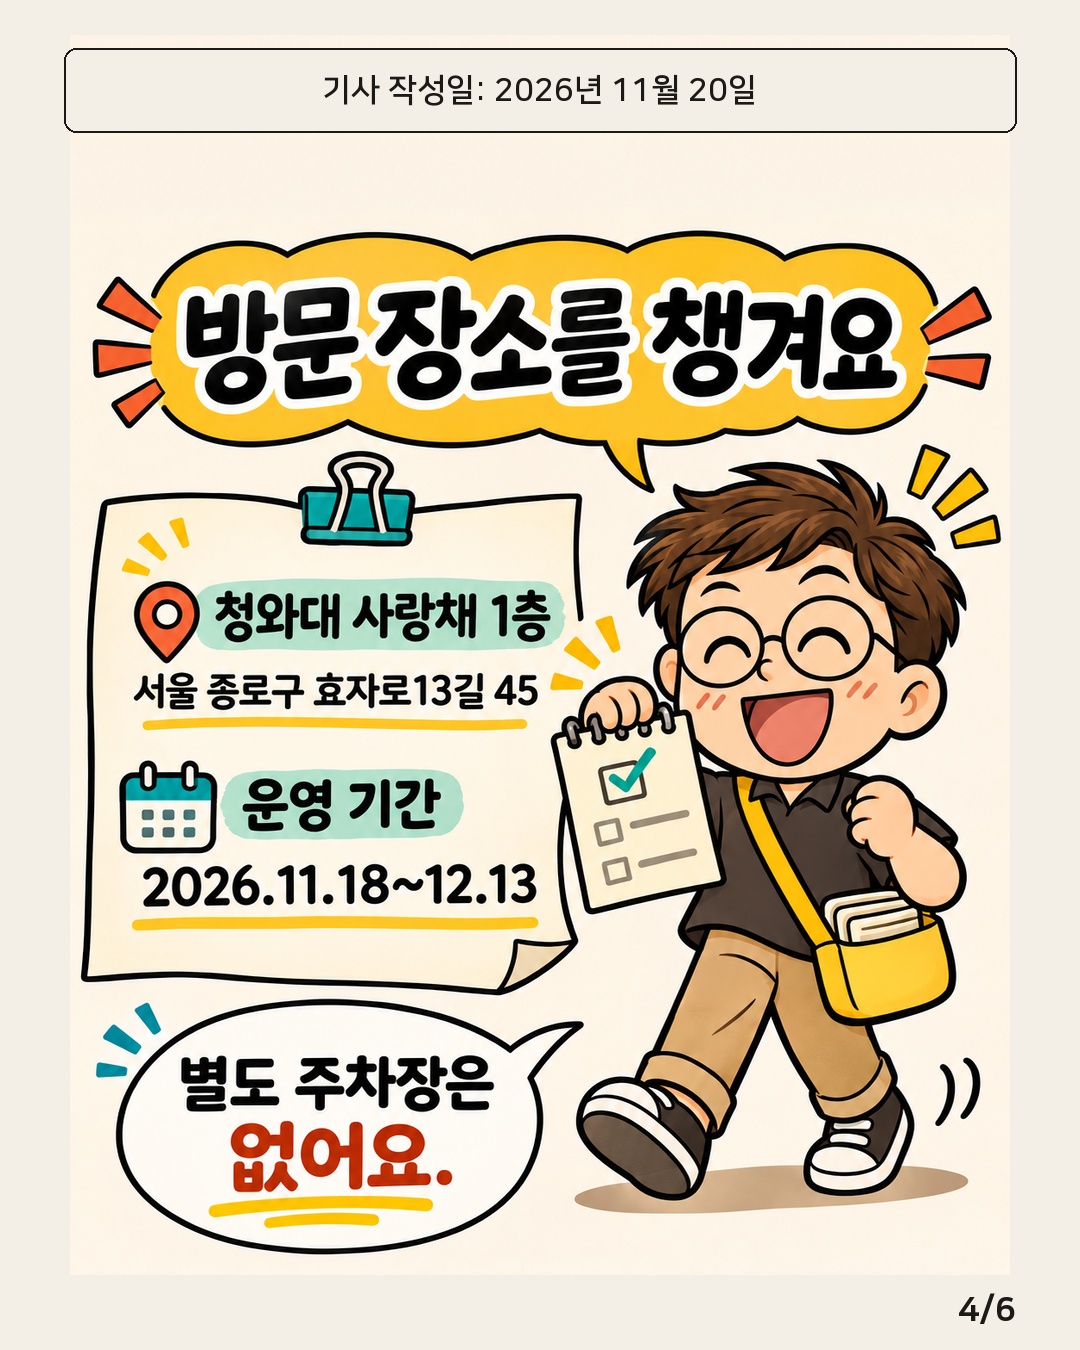 기사 작성일: 2026년 11월 20일
방문 장소를 챙겨요
청와대 사랑채 1층
서울 종로구 효자로13길 45
운영 기간
2026.11.18~12.13
별도 주차장은
없어요.
4/6